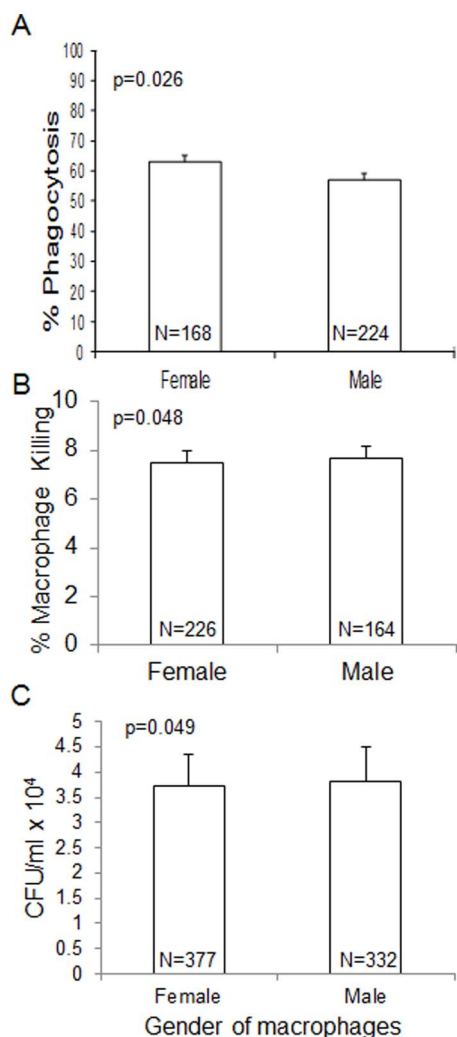 A
p=0.026
% Phagocytosis
100
90
80
70
60
50
40
30
20
10
0
N=168 N=224
Female Male
B
p=0.048
% Macrophage Killing
10
8
6
4
2
0
N=226 N=164
Female Male
C
p=0.049
CFU/ml x 10⁴
5
4.5
4
3.5
3
2.5
2
1.5
1
0.5
0
N=377 N=332
Female Male
Gender of macrophages